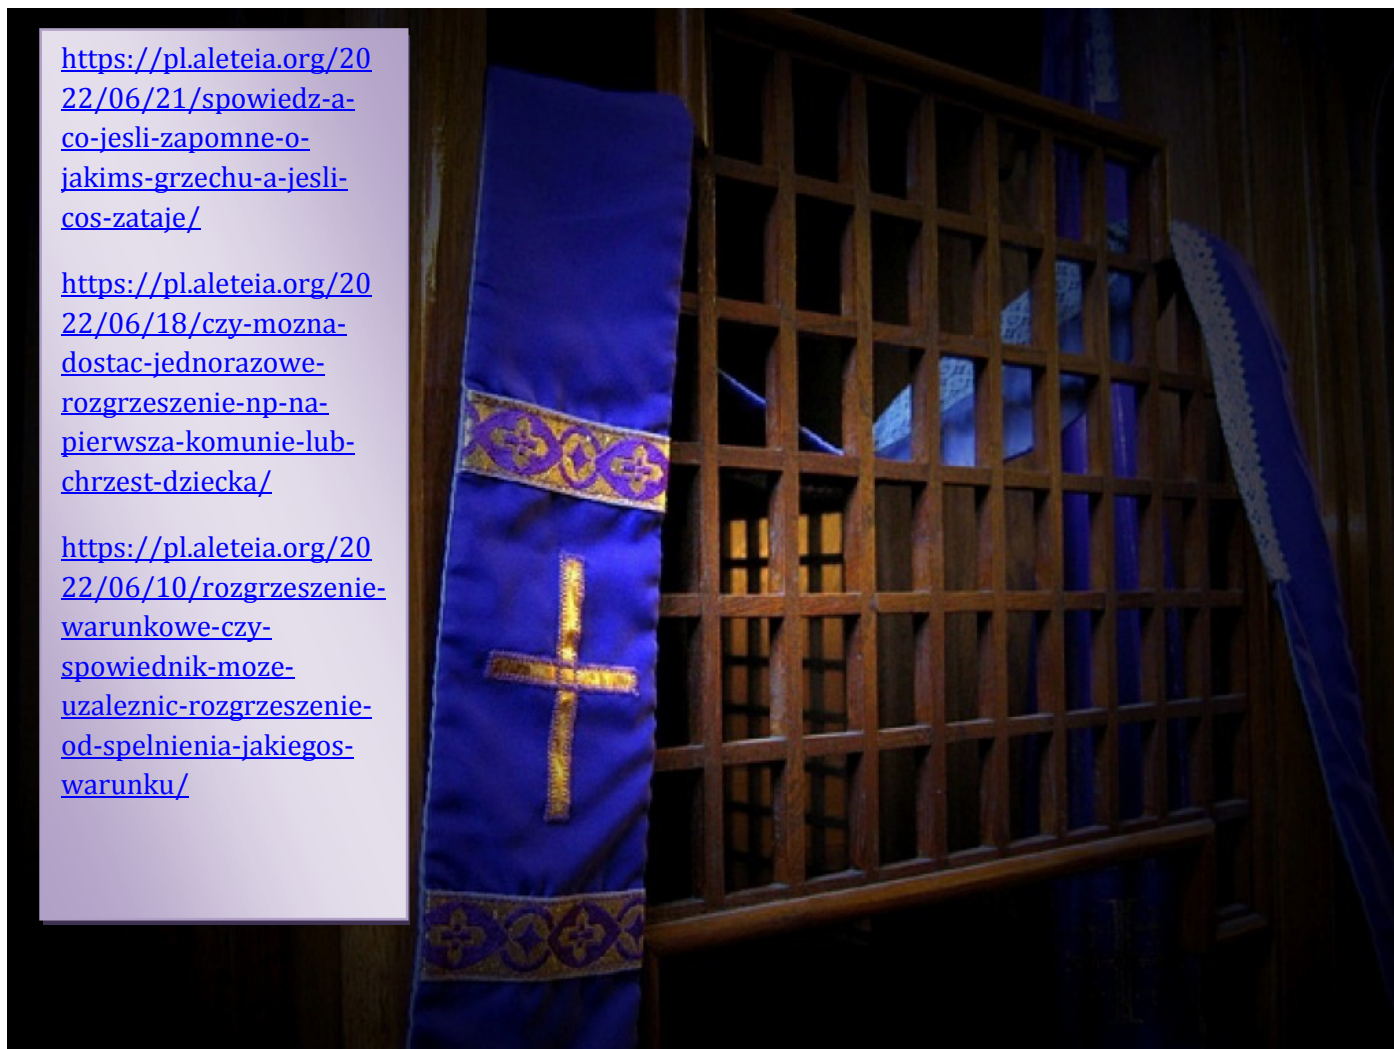 https://pl.aleteia.org/20
22/06/21/spowiedz-a-
co-jesli-zapomne-o-
jakims-grzechu-a-jesli-
cos-zataje/
https://pl.aleteia.org/20
22/06/18/czy-mozna-
dostac-jednorazowe-
rozgrzeszenie-np-na-
pierwsza-komunie-lub-
chrzest-dziecka/
https://pl.aleteia.org/20
22/06/10/rozgrzeszenie-
warunkowe-czy-
spowiednik-moze-
uzaleznic-rozgrzeszenie-
od-spelnienia-jakiegos-
warunku/